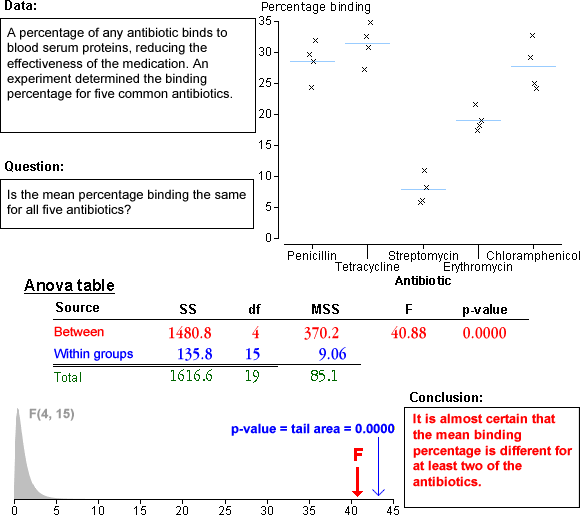 Data:
A percentage of any antibiotic binds to
blood serum proteins, reducing the
effectiveness of the medication. An
experiment determined the binding
percentage for five common antibiotics.
Question:
Is the mean percentage binding the same
for all five antibiotics?
Percentage binding
35
30
25
20
15
10
5
0
Penicillin Streptomycin Chloramphenicol
Tetracycline Erythromycin
Antibiotic
Anova table
Source SS df MSS F p-value
Between 1480.8 4 370.2 40.88 0.0000
Within groups 135.8 15 9.06
Total 1616.6 19 85.1
F(4, 15)
p-value = tail area = 0.0000
F
0 5 10 15 20 25 30 35 40 45
Conclusion:
It is almost certain that
the mean binding
percentage is different for
at least two of the
antibiotics.